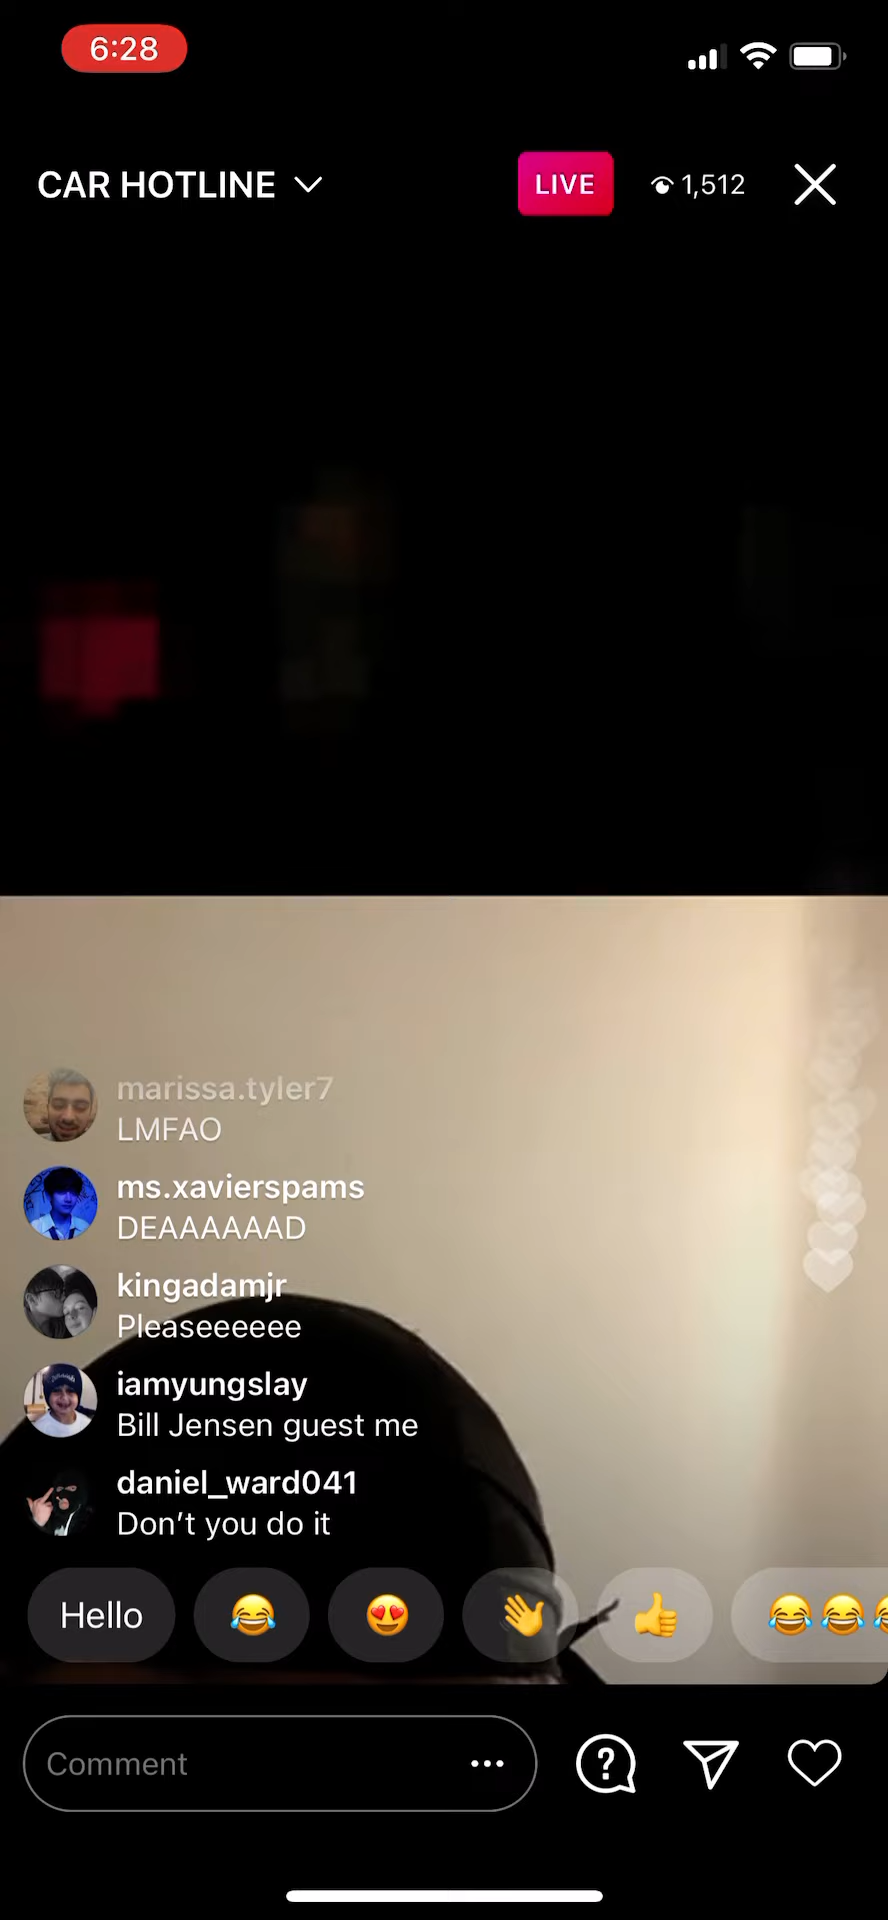 6:28
CAR HOTLINE
LIVE
1,512
marissa.tyler7
LMFAO
ms.xavierspams
DEAAAAAAD
kingadamjr
Pleaseeeeee
iamyungslay
Bill Jensen guest me
daniel_ward041
Don’t you do it
Hello
Comment